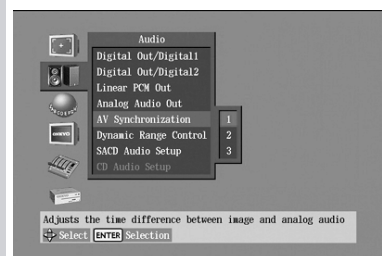 Audio
Digital Out/Digital1
Digital Out/Digital2
Linear PCM Out
Analog Audio Out
AV Synchronization 1
Dynamic Range Control 2
SACD Audio Setup 3
CD Audio Setup
ONKYO
Adjusts the time difference between image and analog audio
Select ENTER Selection